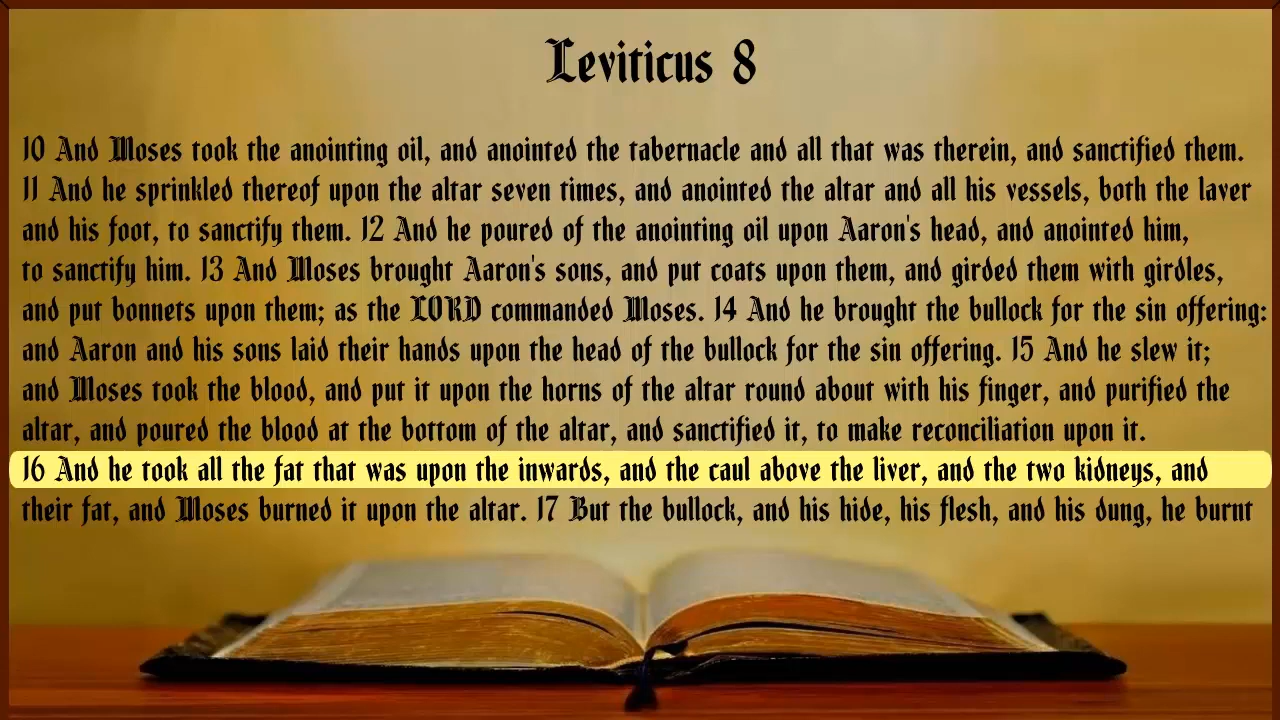 Leviticus 8
10 And Moses took the anointing oil, and anointed the tabernacle and all that was therein, and sanctified them.
11 And he sprinkled thereof upon the altar seven times, and anointed the altar and all his vessels, both the laver
and his foot, to sanctify them. 12 And he poured of the anointing oil upon Aaron's head, and anointed him,
to sanctify him. 13 And Moses brought Aaron's sons, and put coats upon them, and girded them with girdles,
and put bonnets upon them; as the LORD commanded Moses. 14 And he brought the bullock for the sin offering:
and Aaron and his sons laid their hands upon the head of the bullock for the sin offering. 15 And he slew it;
and Moses took the blood, and put it upon the horns of the altar round about with his finger, and purified the
altar, and poured the blood at the bottom of the altar, and sanctified it, to make reconciliation upon it.
16 And he took all the fat that was upon the inwards, and the caul above the liver, and the two kidneys, and
their fat, and Moses burned it upon the altar. 17 But the bullock, and his hide, his flesh, and his dung, he burnt